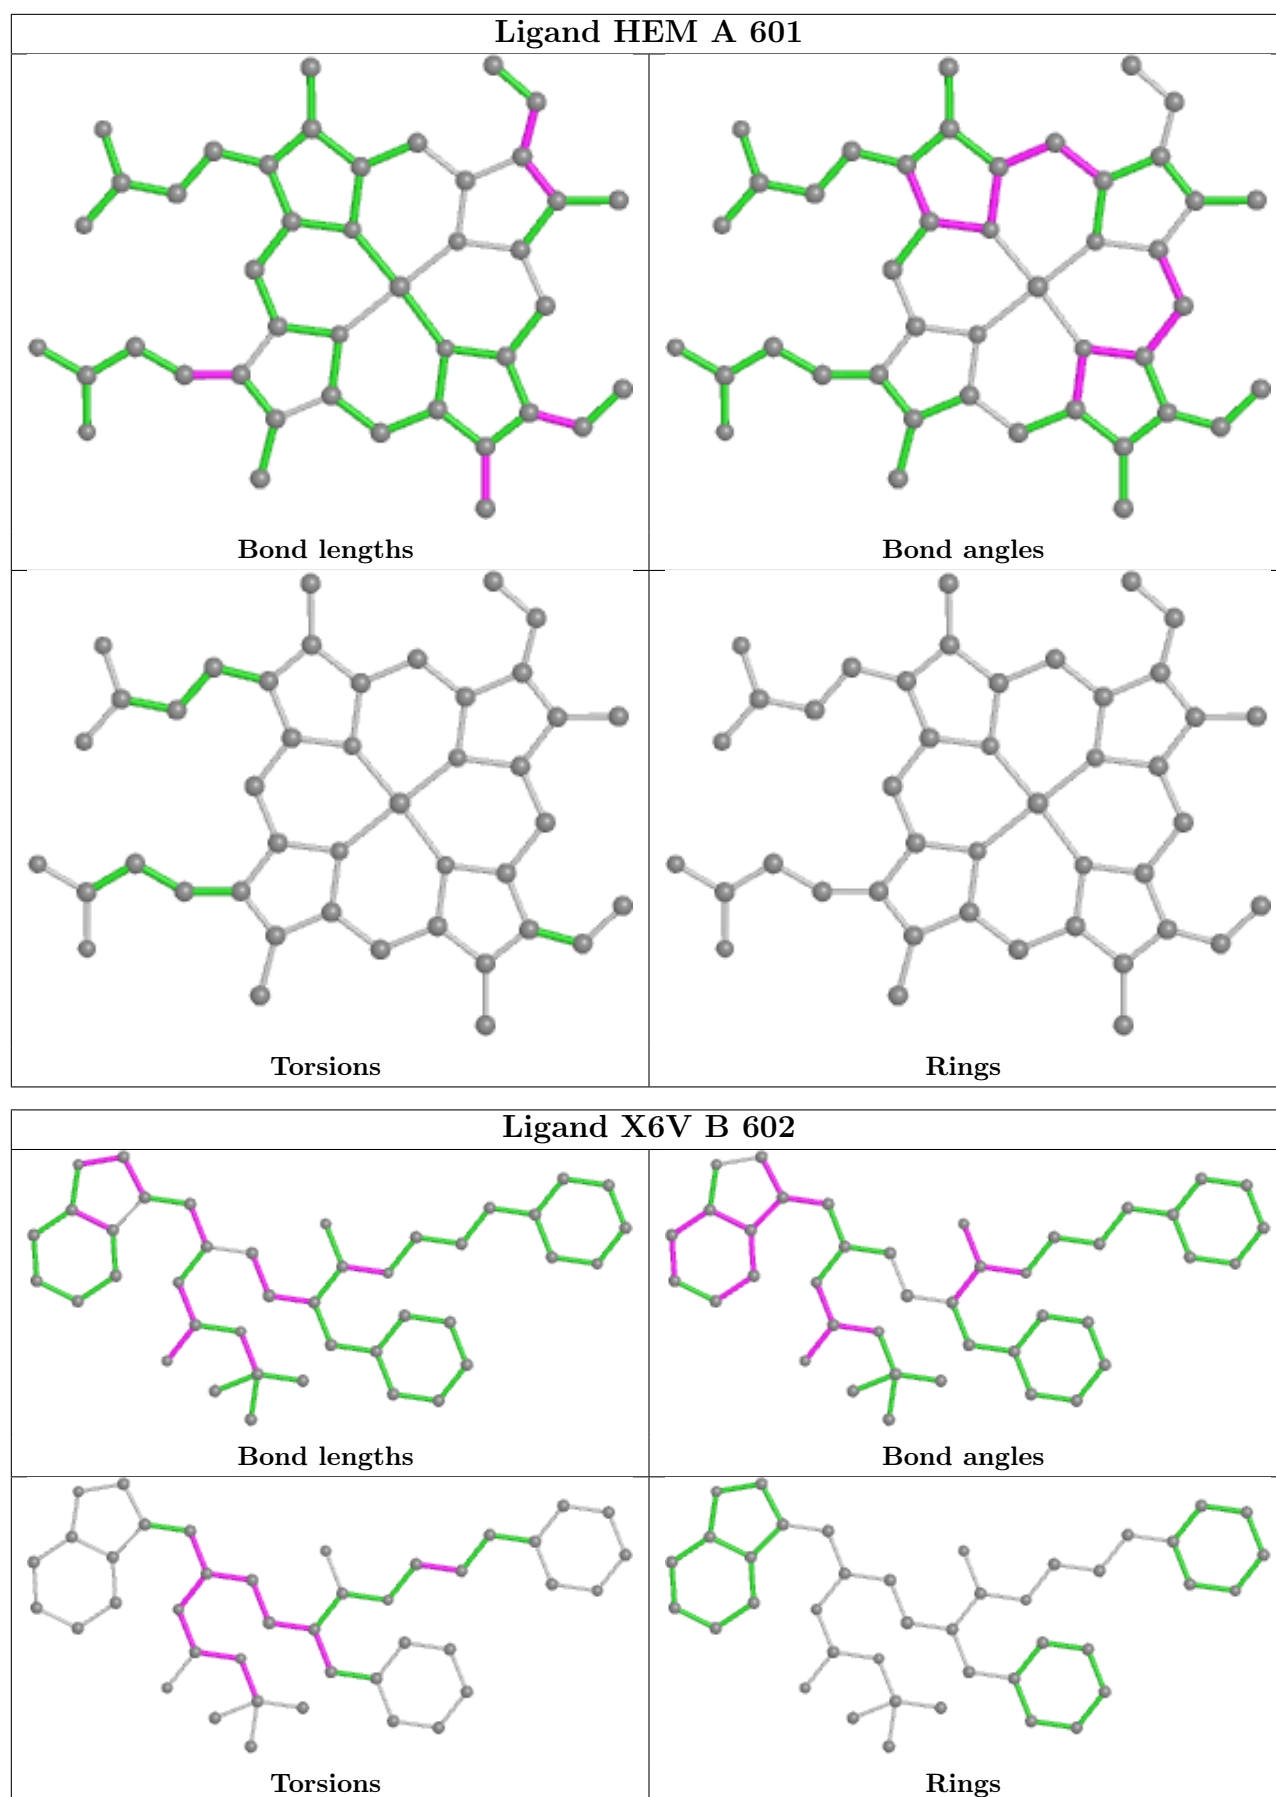 Ligand HEM A 601
Bond lengths
Bond angles
Torsions
Rings
Ligand X6V B 602
Bond lengths
Bond angles
Torsions
Rings